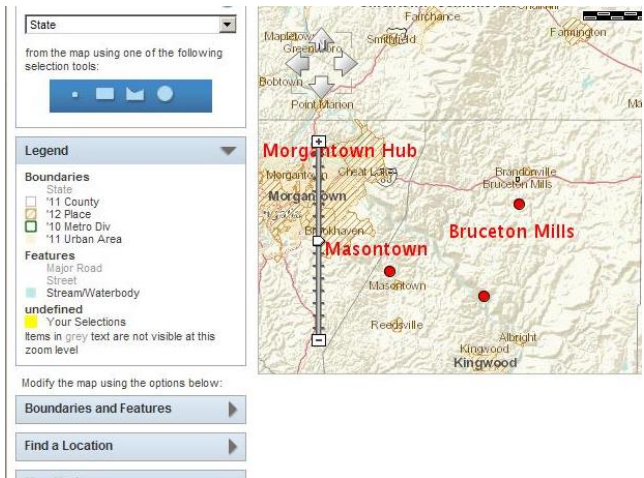 State
from the map using one of the following
selection tools:
Legend
Boundaries
State
'11 County
'12 Place
'10 Metro Div
'11 Urban Area
Features
Major Road
Street
Stream/Waterbody
undefined
Your Selections
Items in grey text are not visible at this
zoom level
Modify the map using the options below:
Boundaries and Features
Find a Location
Fairchance
Smithfield
Farmington
Mapletown
Greensboro
Bobtown
Point Marion
Morgantown Hub
Morgantown
Cheat Lake
Morgantown
Brookhaven
Brandonville
Bruceton Mills
Bruceton Mills
Masontown
Masontown
Reedsville
Albright
Kingwood
Kingwood